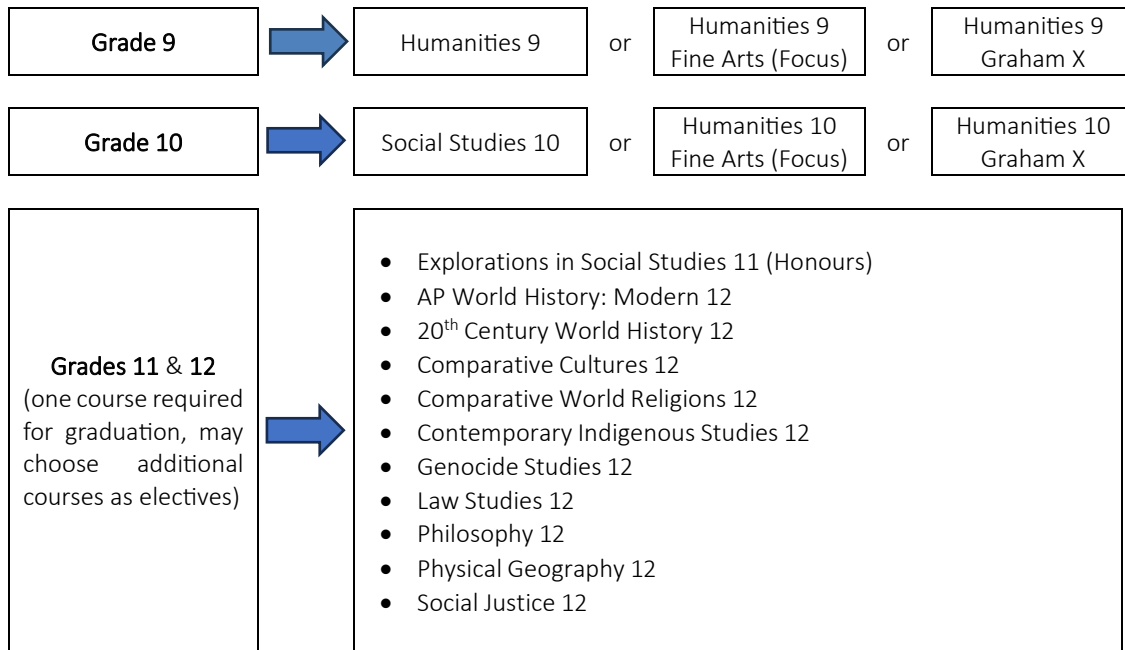 Grade 9
Humanities 9
or
Humanities 9
Fine Arts (Focus)
or
Humanities 9
Graham X
Grade 10
Social Studies 10
or
Humanities 10
Fine Arts (Focus)
or
Humanities 10
Graham X
Grades 11 & 12
(one course required
for graduation, may
choose additional
courses as electives)
• Explorations in Social Studies 11 (Honours)
• AP World History: Modern 12
• 20th Century World History 12
• Comparative Cultures 12
• Comparative World Religions 12
• Contemporary Indigenous Studies 12
• Genocide Studies 12
• Law Studies 12
• Philosophy 12
• Physical Geography 12
• Social Justice 12